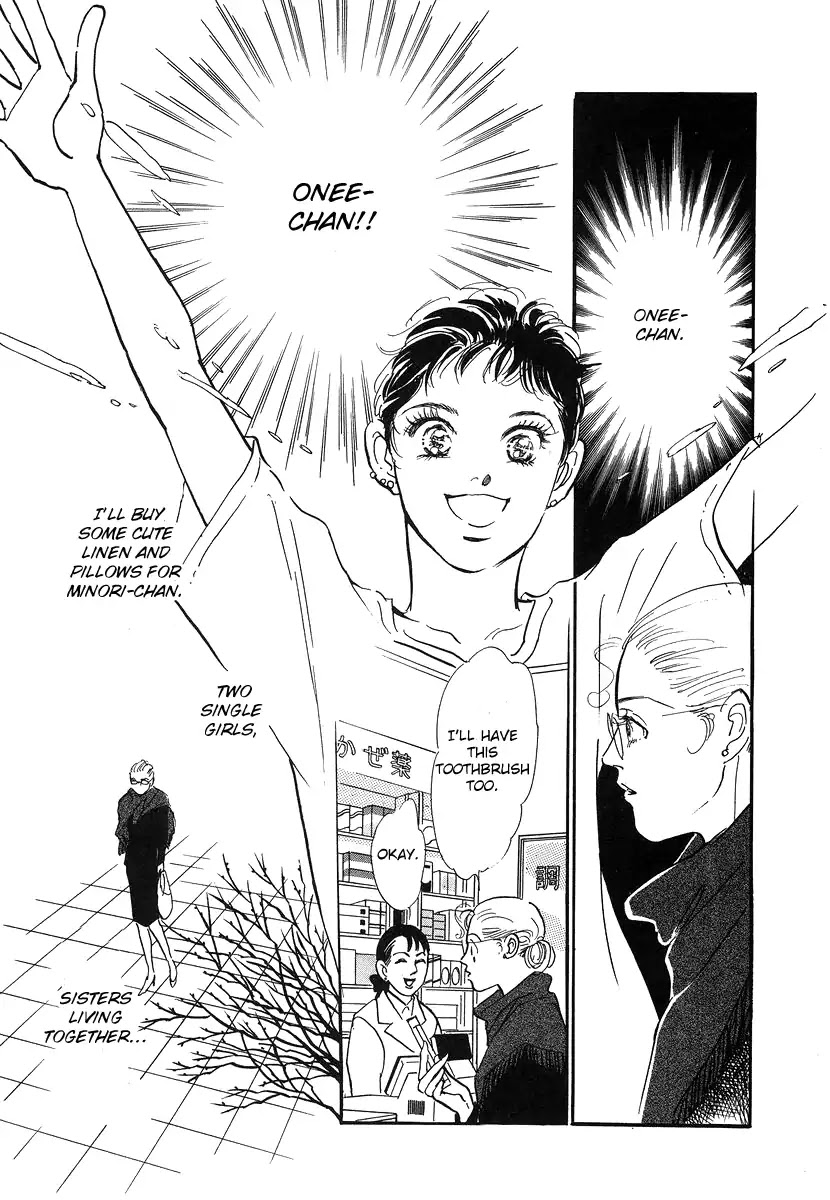 ONEE-
CHAN.
ONEE-
CHAN!!
I'LL HAVE
THIS
TOOTHBRUSH
TOO.
かぜ薬
OKAY.
調
I'LL BUY
SOME CUTE
LINEN AND
PILLOWS FOR
MINORI-CHAN.
TWO
SINGLE
GIRLS,
SISTERS
LIVING
TOGETHER...